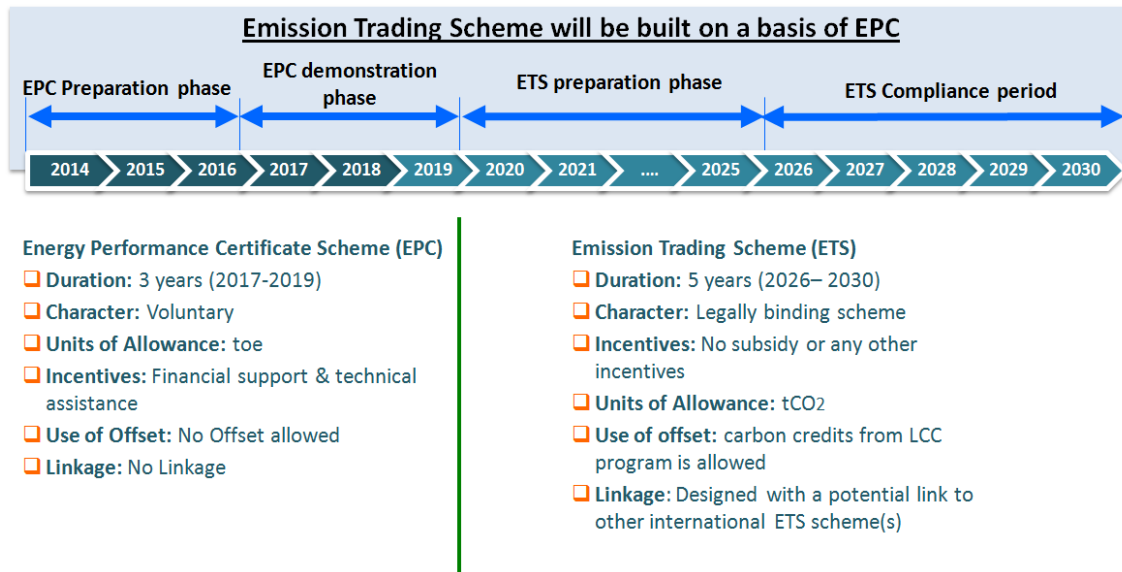 Emission Trading Scheme will be built on a basis of EPC
EPC Preparation phase
EPC demonstration
phase
ETS preparation phase
ETS Compliance period
2014 2015 2016 2017 2018 2019 2020 2021 .... 2025 2026 2027 2028 2029 2030
Energy Performance Certificate Scheme (EPC)
Duration: 3 years (2017-2019)
Character: Voluntary
Units of Allowance: toe
Incentives: Financial support & technical
assistance
Use of Offset: No Offset allowed
Linkage: No Linkage
Emission Trading Scheme (ETS)
Duration: 5 years (2026– 2030)
Character: Legally binding scheme
Incentives: No subsidy or any other
incentives
Units of Allowance: tCO2
Use of offset: carbon credits from LCC
program is allowed
Linkage: Designed with a potential link to
other international ETS scheme(s)